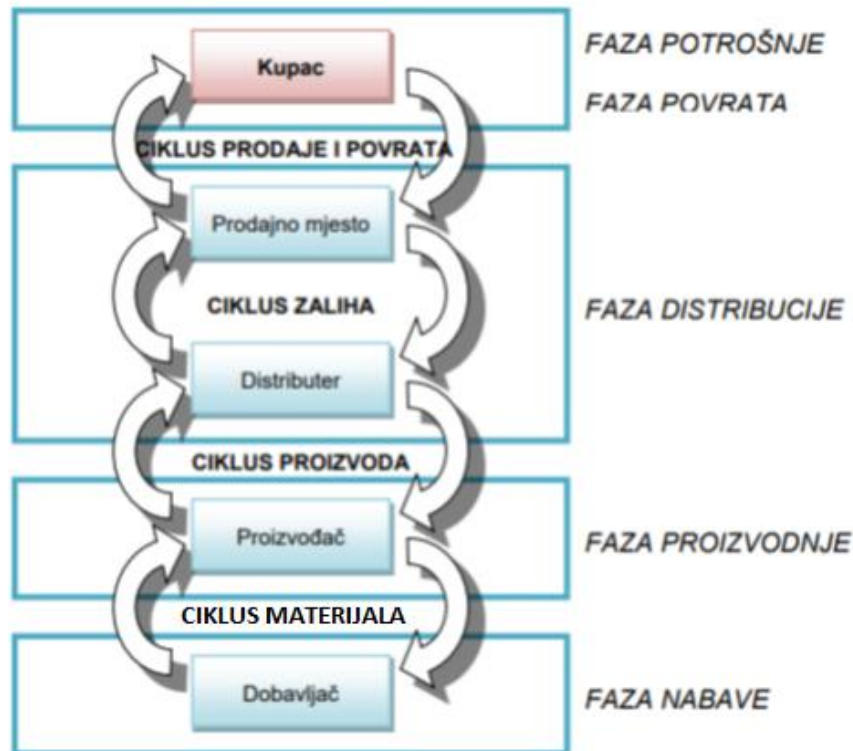 FAZA POTROŠNJE
Kupac
FAZA POVRATA
CIKLUS PRODAJE I POVRATA
Prodajno mjesto
CIKLUS ZALIHA
FAZA DISTRIBUCIJE
Distributer
CIKLUS PROIZVODA
Proizvođač
FAZA PROIZVODNJE
CIKLUS MATERIJALA
Dobavljač
FAZA NABAVE